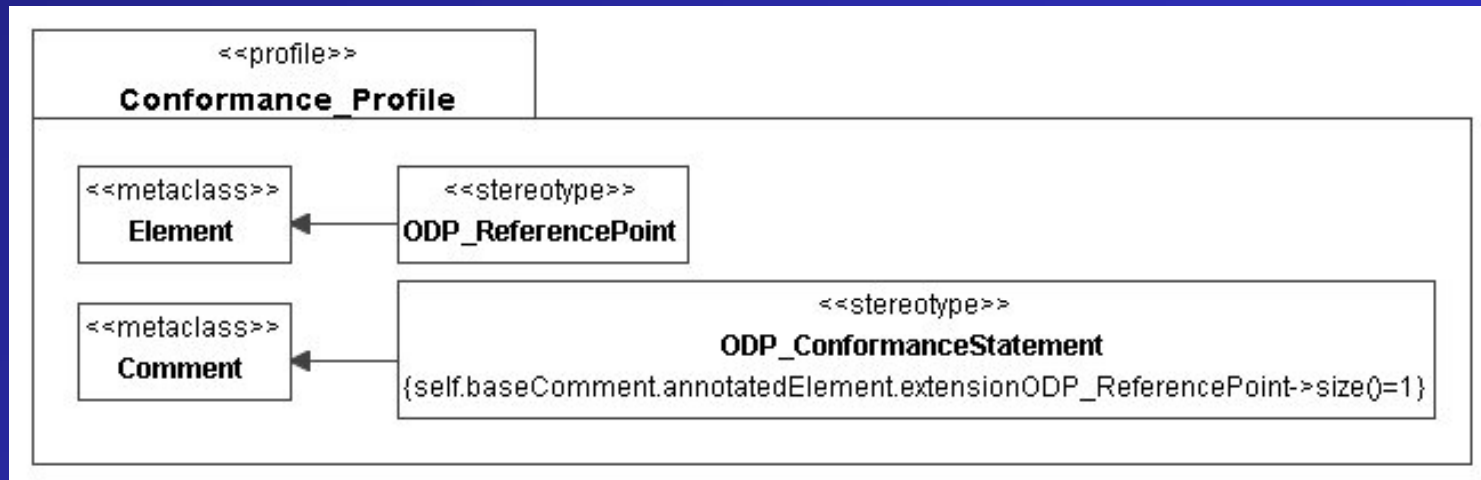 <<profile>>
Conformance_Profile
<<metaclass>>
Element
<<stereotype>>
ODP_ReferencePoint
<<metaclass>>
Comment
<<stereotype>>
ODP_ConformanceStatement
{self.baseComment.annotatedElement.extensionODP_ReferencePoint->size()=1}